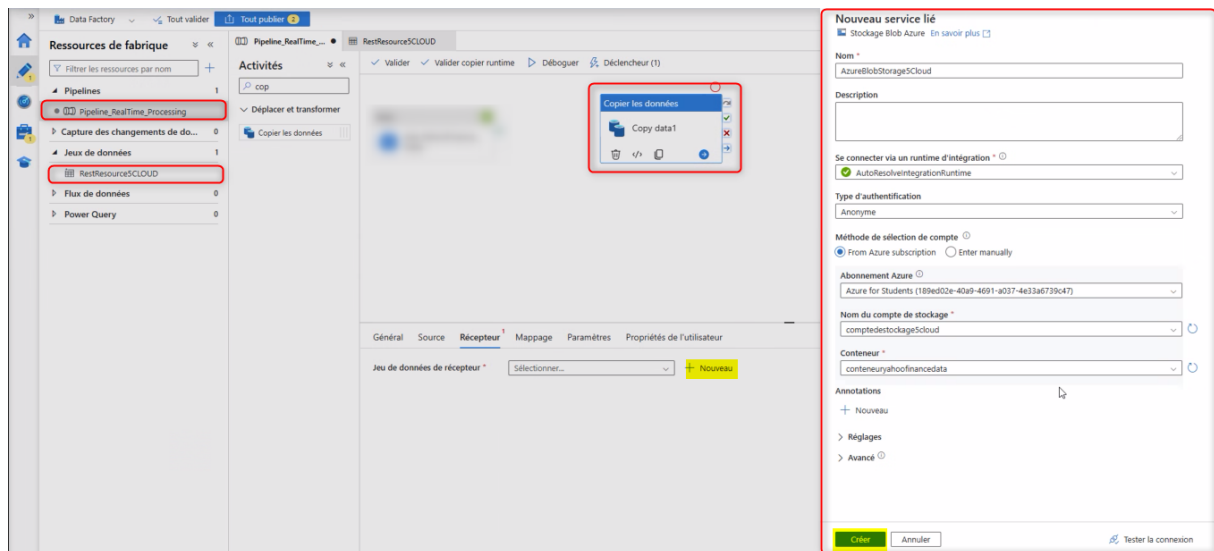 Data Factory
Tout valider
Tout publier 2
Ressources de fabrique
Filtrer les ressources par nom
Pipelines 1
Pipeline_RealTime_Processing
Capture des changements de do... 0
Jeux de données 1
RestResource5CLOUD
Flux de données 0
Power Query 0
Pipeline_RealTime_...
RestResource5CLOUD
Activités
cop
Déplacer et transformer
Copier les données
Valider
Valider copier runtime
Déboguer
Déclencheur (1)
Copier les données
Copy data1
Général
Source
Récepteur 1
Mappage
Paramètres
Propriétés de l'utilisateur
Jeu de données de récepteur *
Sélectionner...
Nouveau
Nouveau service lié
Stockage Blob Azure En savoir plus
Nom *
AzureBlobStorage5Cloud
Description
Se connecter via un runtime d'intégration *
AutoResolveIntegrationRuntime
Type d'authentification
Anonyme
Méthode de sélection de compte
From Azure subscription
Enter manually
Abonnement Azure
Azure for Students (189ed02e-40a9-4691-a037-4e33a6739c47)
Nom du compte de stockage *
comptedestockage5cloud
Conteneur *
conteneuryahoofinancedata
Annotations
Nouveau
Réglages
Avancé
Créer
Annuler
Tester la connexion